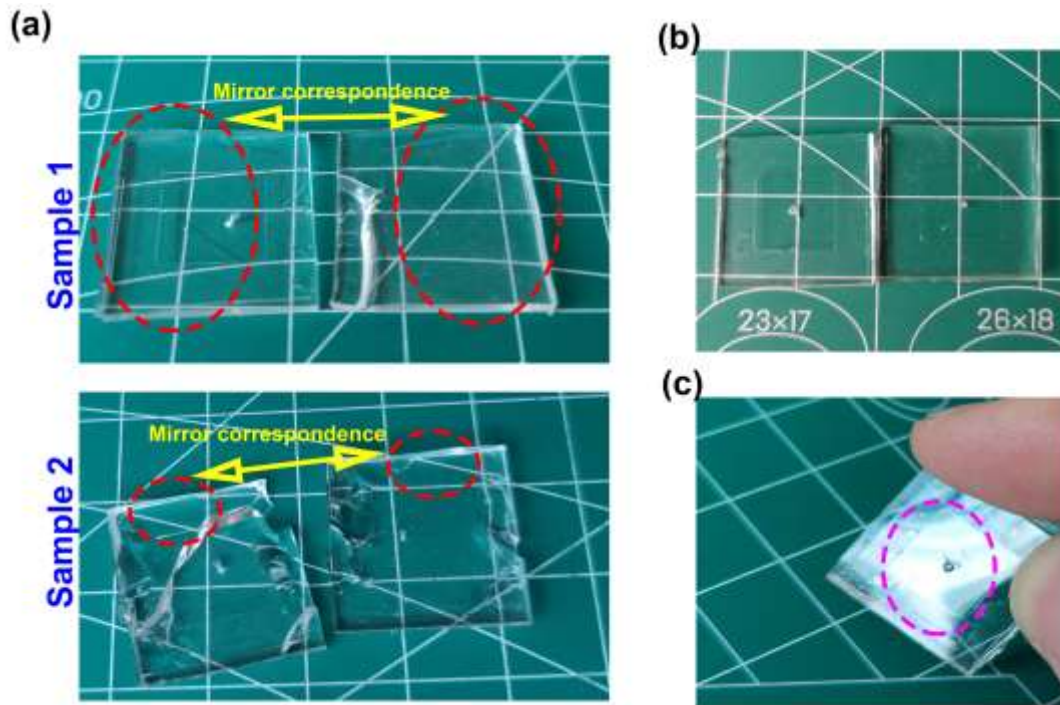 (a)
Mirror correspondence
Sample 1
Mirror correspondence
Sample 2
(b)
23×17
26×18
(c)